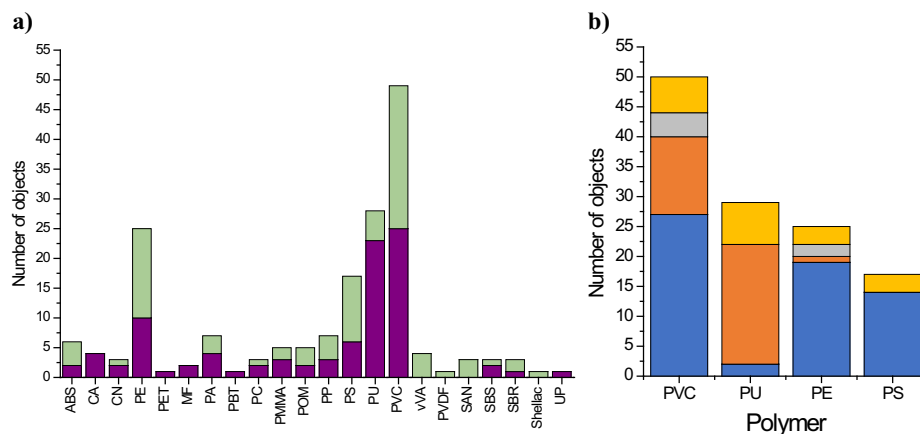 a)
55
50
45
40
35
30
25
20
15
10
5
0
Number of objects
ABS
CA
CN
PE
PET
MF
PA
PBT
PC
PMMA
POM
PP
PS
PU
PVC
vVA
PVDF
SAN
SBS
SBR
Shellac
UP
b)
55
50
45
40
35
30
25
20
15
10
5
0
Number of objects
PVC PU PE PS
Polymer